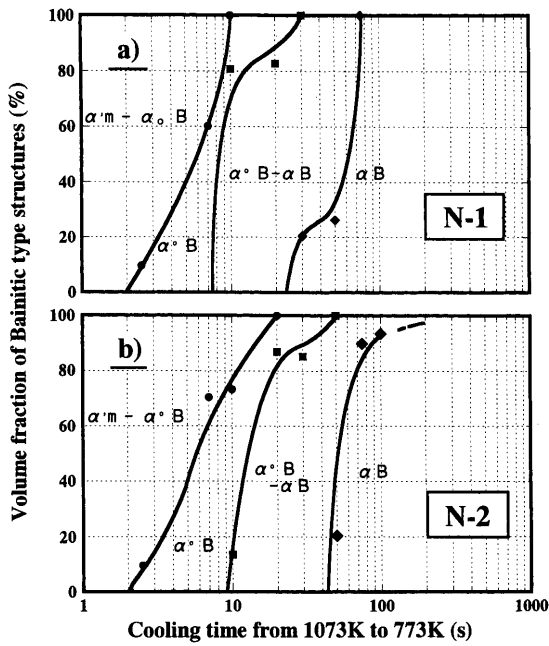 Volume fraction of Bainitic type structures (%)
100
80
60
40
20
0
a)
α'm – α₀ B
α° B
α° B–αB
αB
N-1
100
80
60
40
20
0
b)
α'm – α° B
α° B
α° B
–αB
αB
N-2
1
10
100
1000
Cooling time from 1073K to 773K (s)